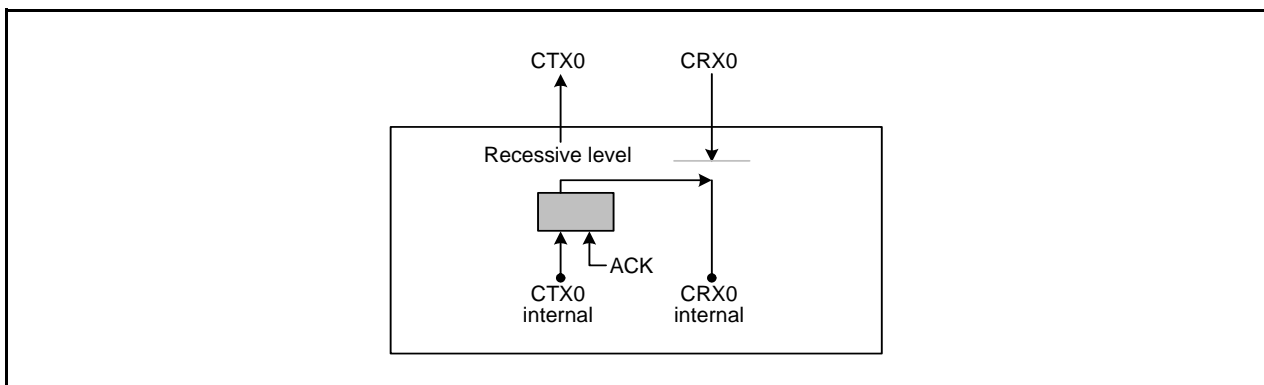 CTX0 CRX0
Recessive level
ACK
CTX0 CRX0
internal internal